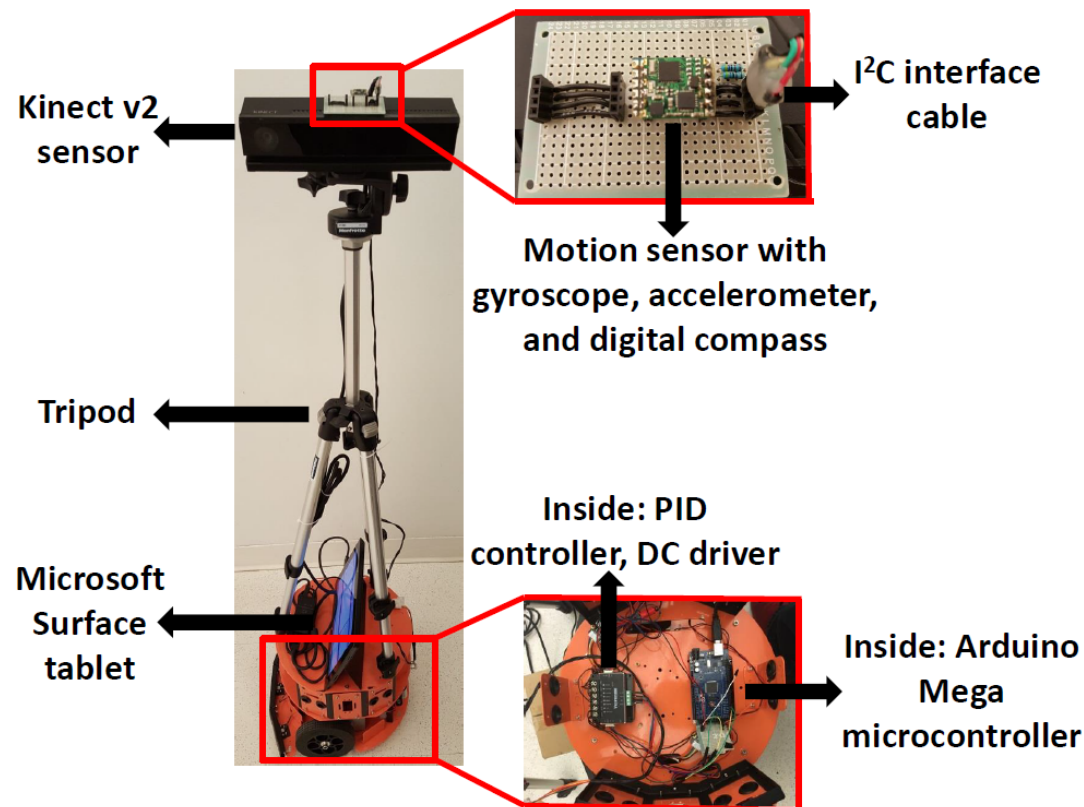 Kinect v2
sensor
I²C interface
cable
Motion sensor with
gyroscope, accelerometer,
and digital compass
Tripod
Inside: PID
controller, DC driver
Microsoft
Surface
tablet
Inside: Arduino
Mega
microcontroller